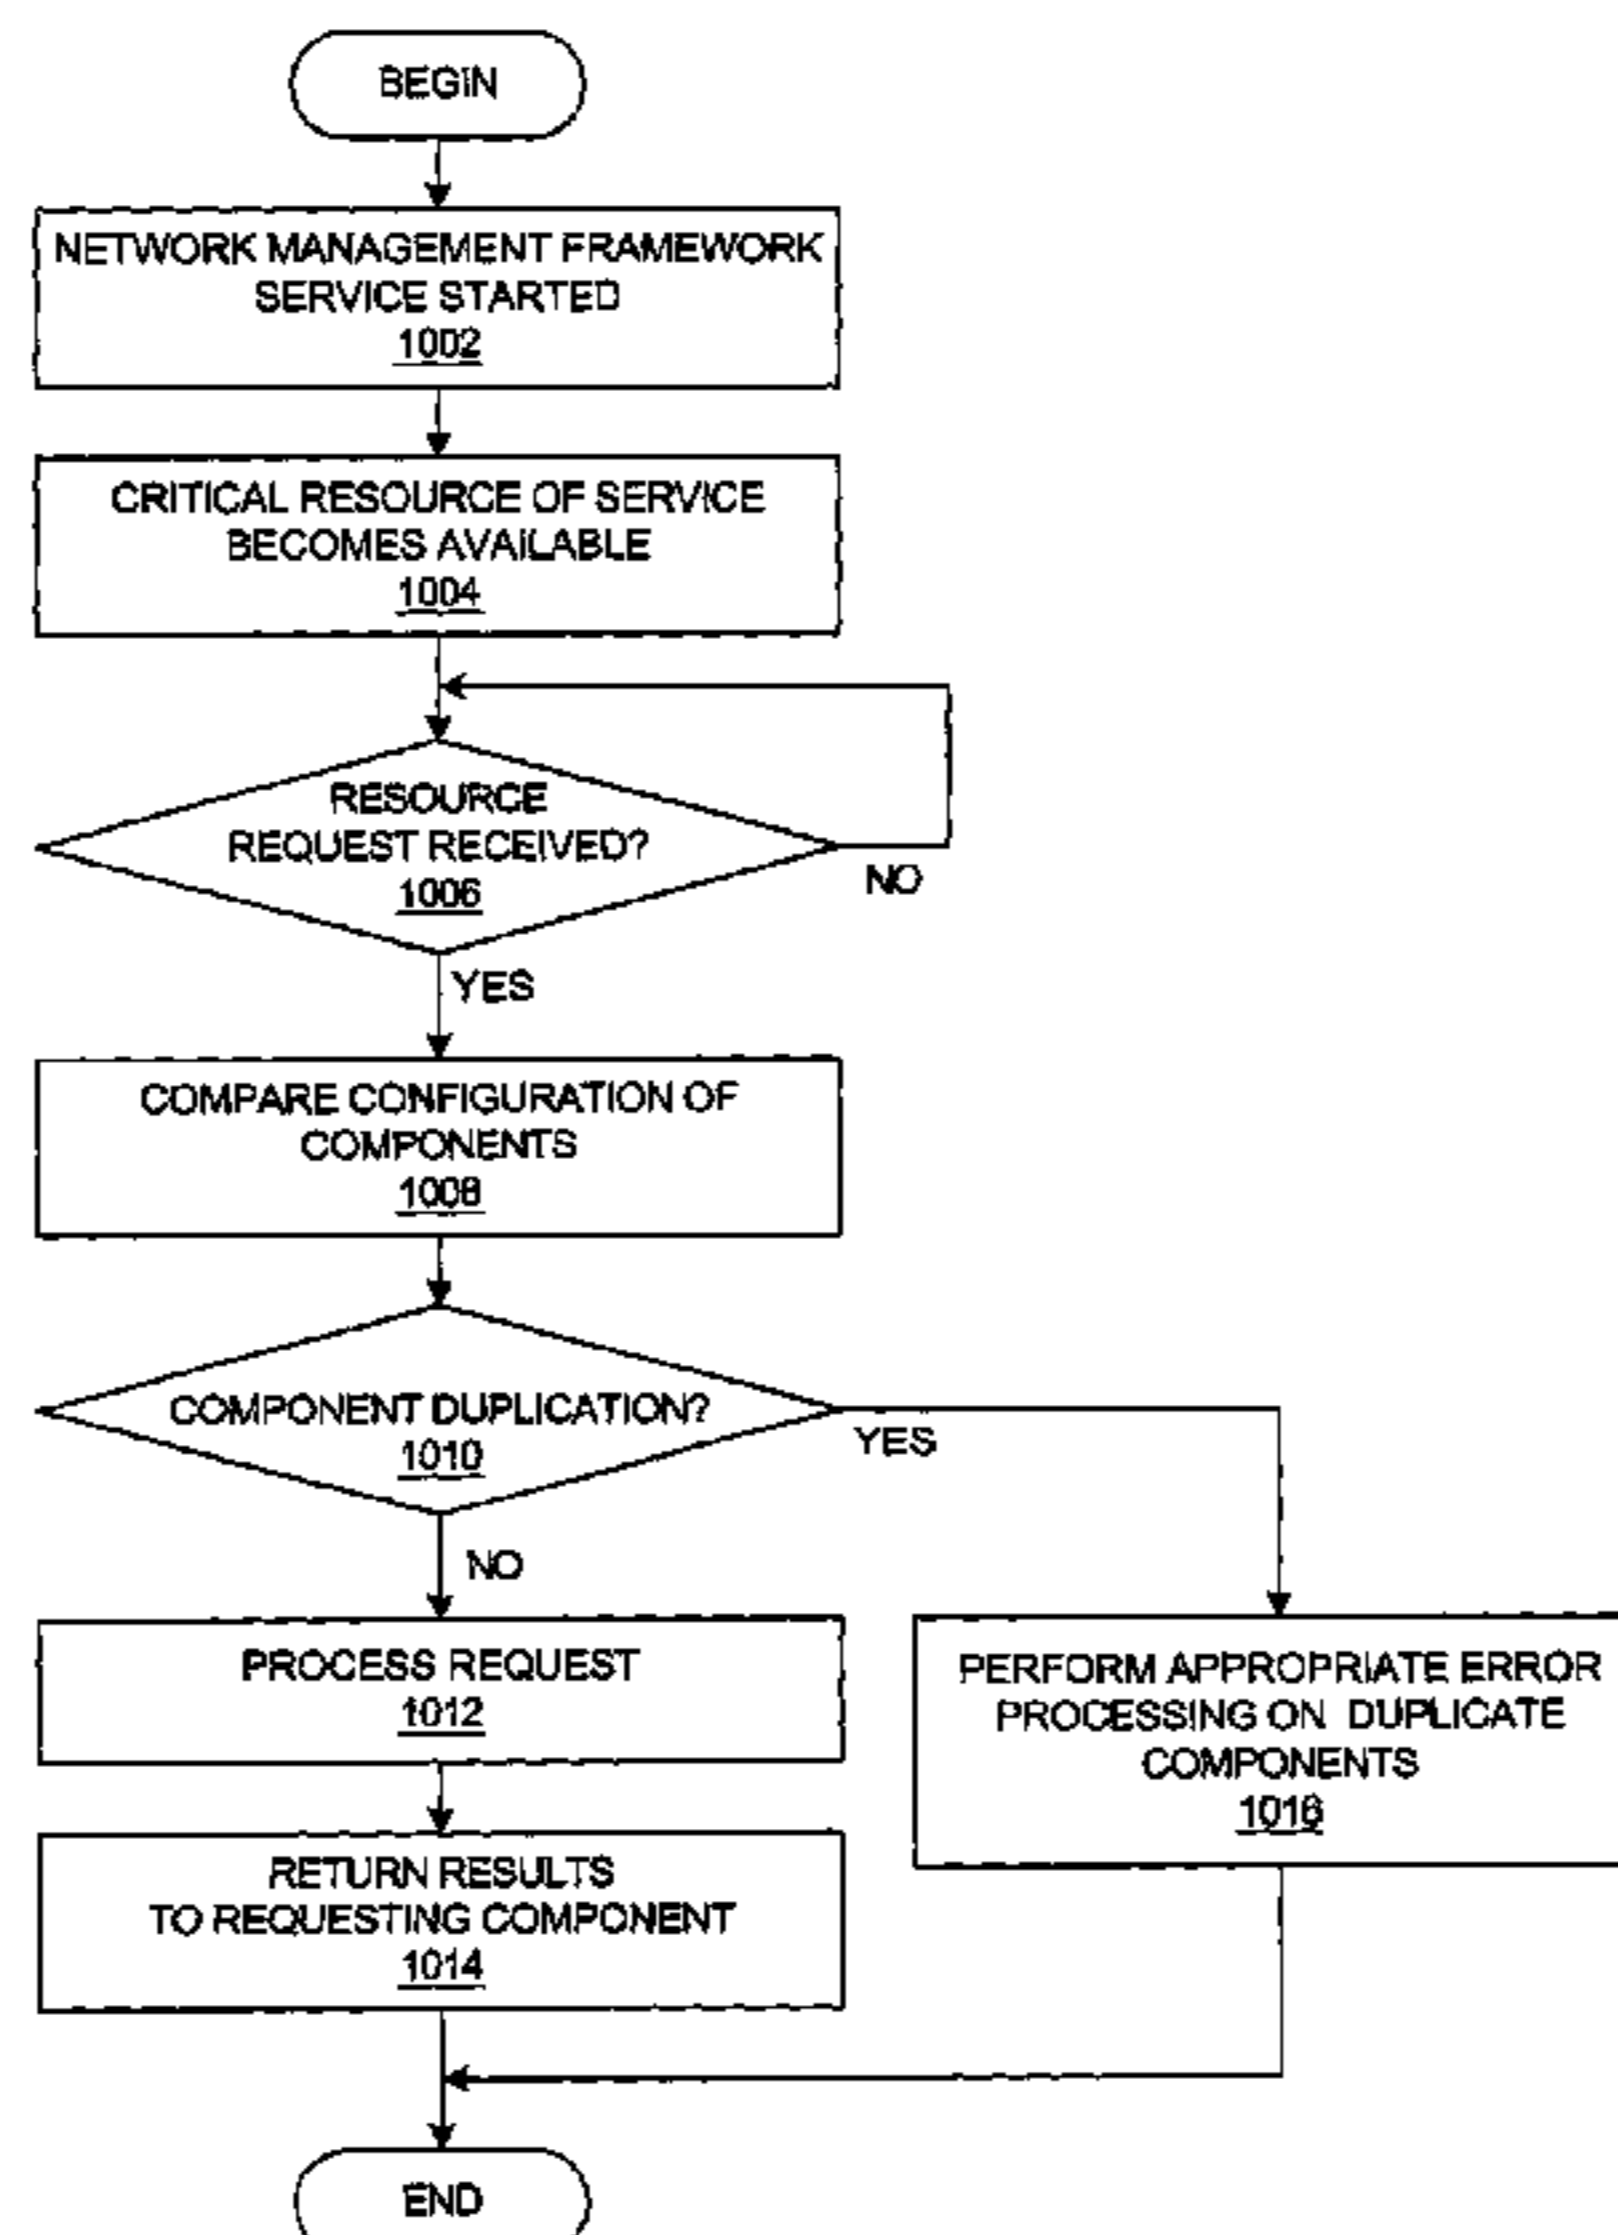 BEGIN
NETWORK MANAGEMENT FRAMEWORK
SERVICE STARTED
1002
CRITICAL RESOURCE OF SERVICE
BECOMES AVAILABLE
1004
RESOURCE
REQUEST RECEIVED?
1006
NO
YES
COMPARE CONFIGURATION OF
COMPONENTS
1008
COMPONENT DUPLICATION?
1010
YES
NO
PROCESS REQUEST
1012
PERFORM APPROPRIATE ERROR
PROCESSING ON DUPLICATE
COMPONENTS
1016
RETURN RESULTS
TO REQUESTING COMPONENT
1014
END